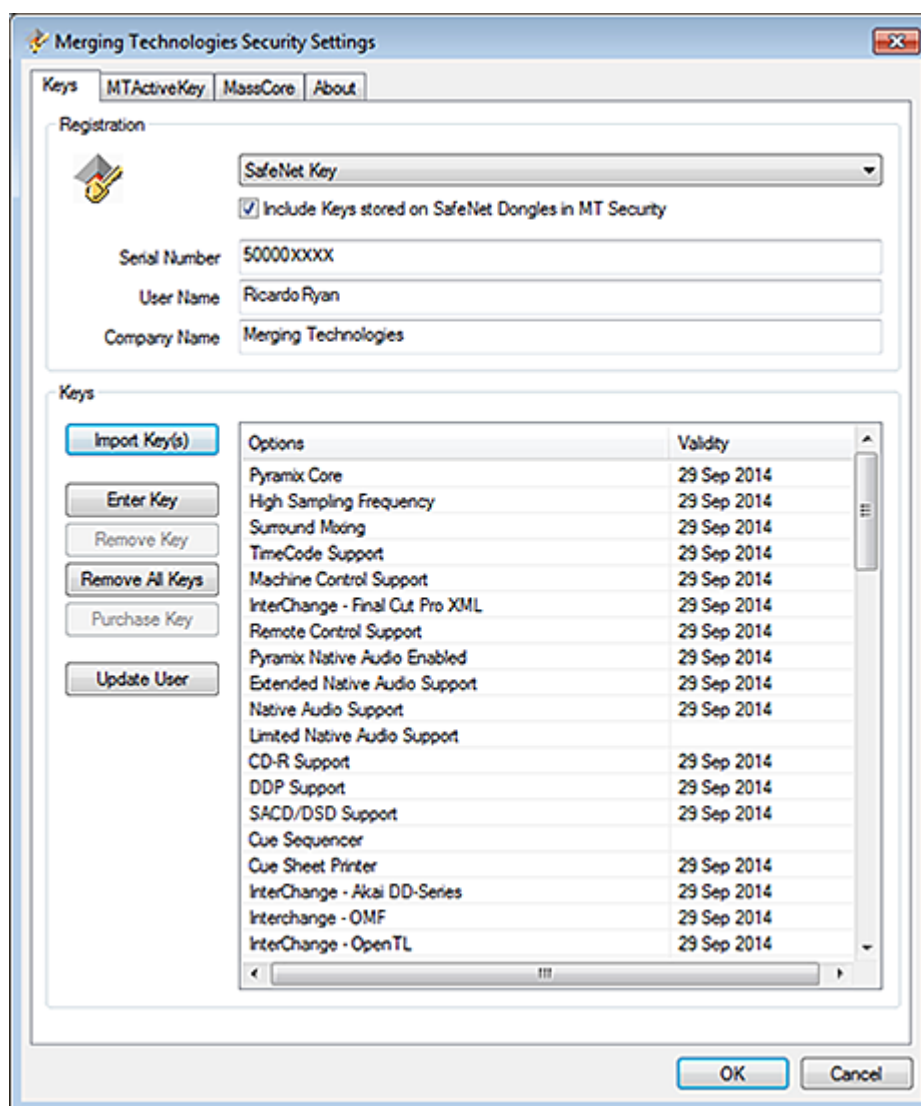 Merging Technologies Security Settings
Keys MTActiveKey MassCore About
Registration
SafeNet Key
Include Keys stored on SafeNet Dongles in MT Security
Serial Number 50000XXXX
User Name Ricardo Ryan
Company Name Merging Technologies
Keys
Import Key(s)
Enter Key
Remove Key
Remove All Keys
Purchase Key
Update User
Options Validity
Pyramix Core 29 Sep 2014
High Sampling Frequency 29 Sep 2014
Surround Mixing 29 Sep 2014
TimeCode Support 29 Sep 2014
Machine Control Support 29 Sep 2014
InterChange - Final Cut Pro XML 29 Sep 2014
Remote Control Support 29 Sep 2014
Pyramix Native Audio Enabled 29 Sep 2014
Extended Native Audio Support 29 Sep 2014
Native Audio Support 29 Sep 2014
Limited Native Audio Support
CD-R Support 29 Sep 2014
DDP Support 29 Sep 2014
SACD/DSD Support 29 Sep 2014
Cue Sequencer
Cue Sheet Printer 29 Sep 2014
InterChange - Akai DD-Series 29 Sep 2014
Interchange - OMF 29 Sep 2014
InterChange - OpenTL 29 Sep 2014
OK Cancel